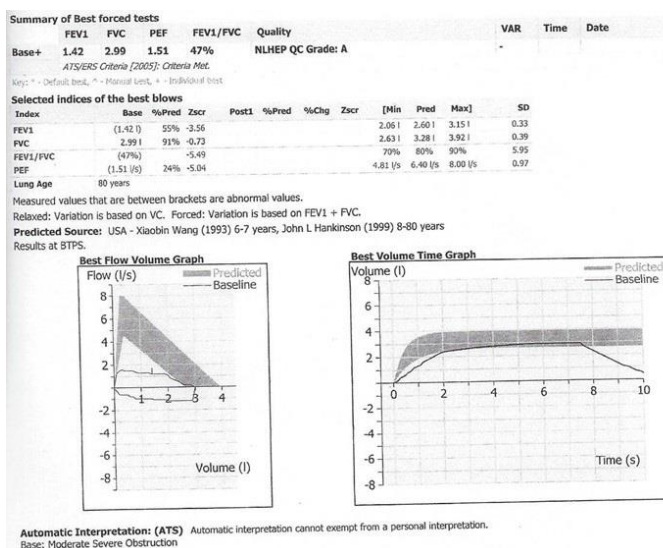 Summary of Best forced tests
FEV1 FVC PEF FEV1/FVC Quality VAR Time Date
Base+ 1.42 2.99 1.51 47% NLHEP QC Grade: A -
ATS/ERS Criteria [2005]: Criteria Met.
Key: * - Default best, ^ - Manual best, + - Individual best
Selected indices of the best blows
Index Base %Pred Zscr Post1 %Pred %Chg Zscr [Min Pred Max] SD
FEV1 (1.42 l) 55% -3.56 2.06 l 2.60 l 3.15 l 0.33
FVC 2.99 l 91% -0.73 2.63 l 3.28 l 3.92 l 0.39
FEV1/FVC (47%) -5.49 70% 80% 90% 5.95
PEF (1.51 l/s) 24% -5.04 4.81 l/s 6.40 l/s 8.00 l/s 0.97
Lung Age 80 years
Measured values that are between brackets are abnormal values.
Relaxed: Variation is based on VC. Forced: Variation is based on FEV1 + FVC.
Predicted Source: USA - Xiaobin Wang (1993) 6-7 years, John L Hankinson (1999) 8-80 years
Results at BTPS.
Best Flow Volume Graph
Flow (l/s)
Predicted
Baseline
8
6
4
2
1 2 3 4
-2
-4
-6
-8
Volume (l)
Best Volume Time Graph
Volume (l)
Predicted
Baseline
8
6
4
2
0 2 4 6 8 10
-2
-4
-6
-8
Time (s)
Automatic Interpretation: (ATS) Automatic interpretation cannot exempt from a personal interpretation.
Base: Moderate Severe Obstruction